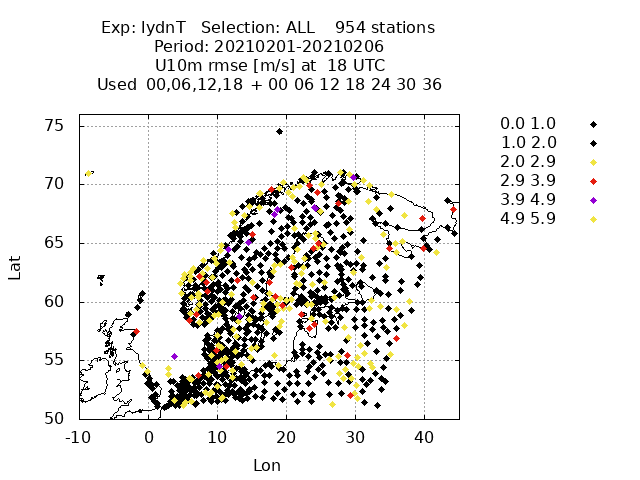 Exp: IydnT Selection: ALL 954 stations
Period: 20210201-20210206
U10m rmse [m/s] at 18 UTC
Used 00,06,12,18 + 00 06 12 18 24 30 36
0.0 1.0
1.0 2.0
2.0 2.9
2.9 3.9
3.9 4.9
4.9 5.9
75
70
65
60
55
50
Lat
-10 0 10 20 30 40
Lon